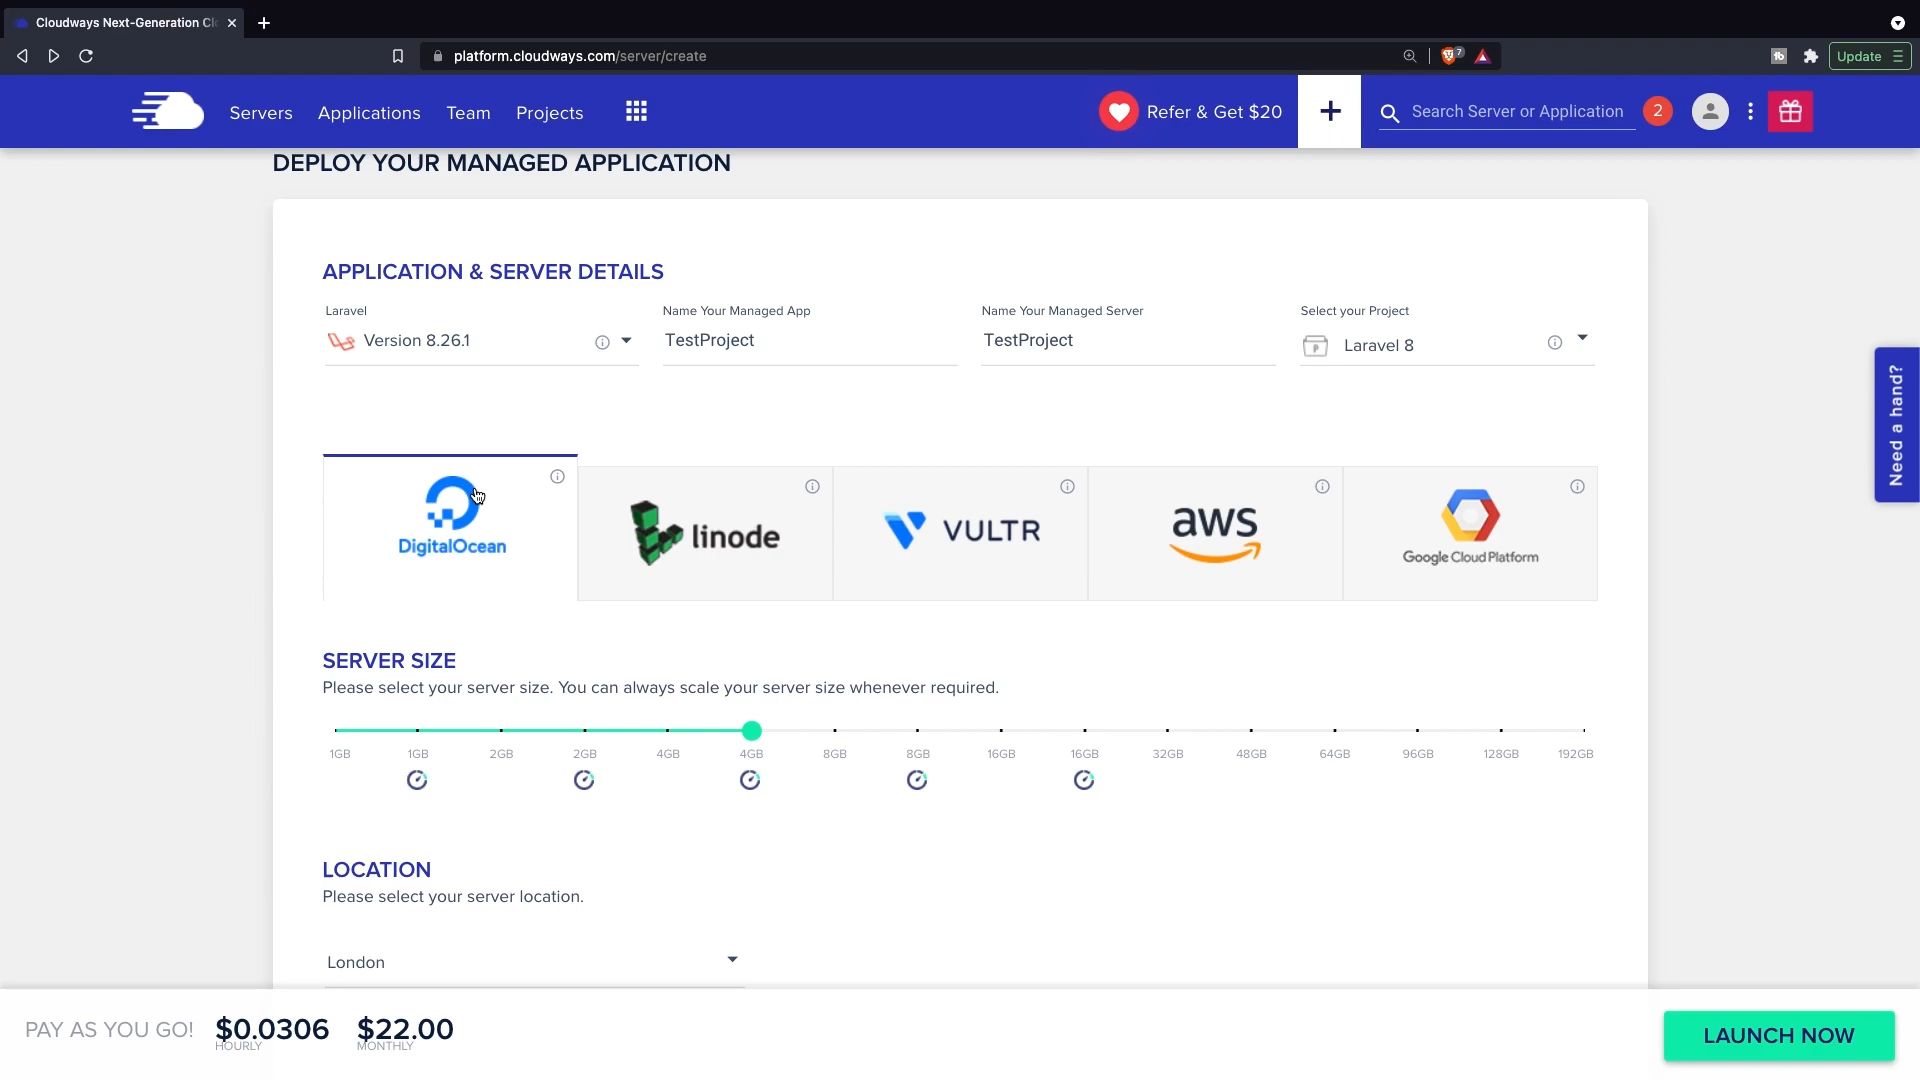 Cloudways Next-Generation Cl
platform.cloudways.com/server/create
7
Update
Servers
Applications
Team
Projects
Refer & Get $20
+
Search Server or Application
2
DEPLOY YOUR MANAGED APPLICATION
APPLICATION & SERVER DETAILS
Laravel
Name Your Managed App
Name Your Managed Server
Select your Project
Version 8.26.1
TestProject
TestProject
Laravel 8
Need a hand?
DigitalOcean
linode
VULTR
aws
Google Cloud Platform
SERVER SIZE
Please select your server size. You can always scale your server size whenever required.
1GB 1GB 2GB 2GB 4GB 4GB 8GB 8GB 16GB 16GB 32GB 48GB 64GB 96GB 128GB 192GB
LOCATION
Please select your server location.
London
PAY AS YOU GO!
$0.0306
HOURLY
$22.00
MONTHLY
LAUNCH NOW